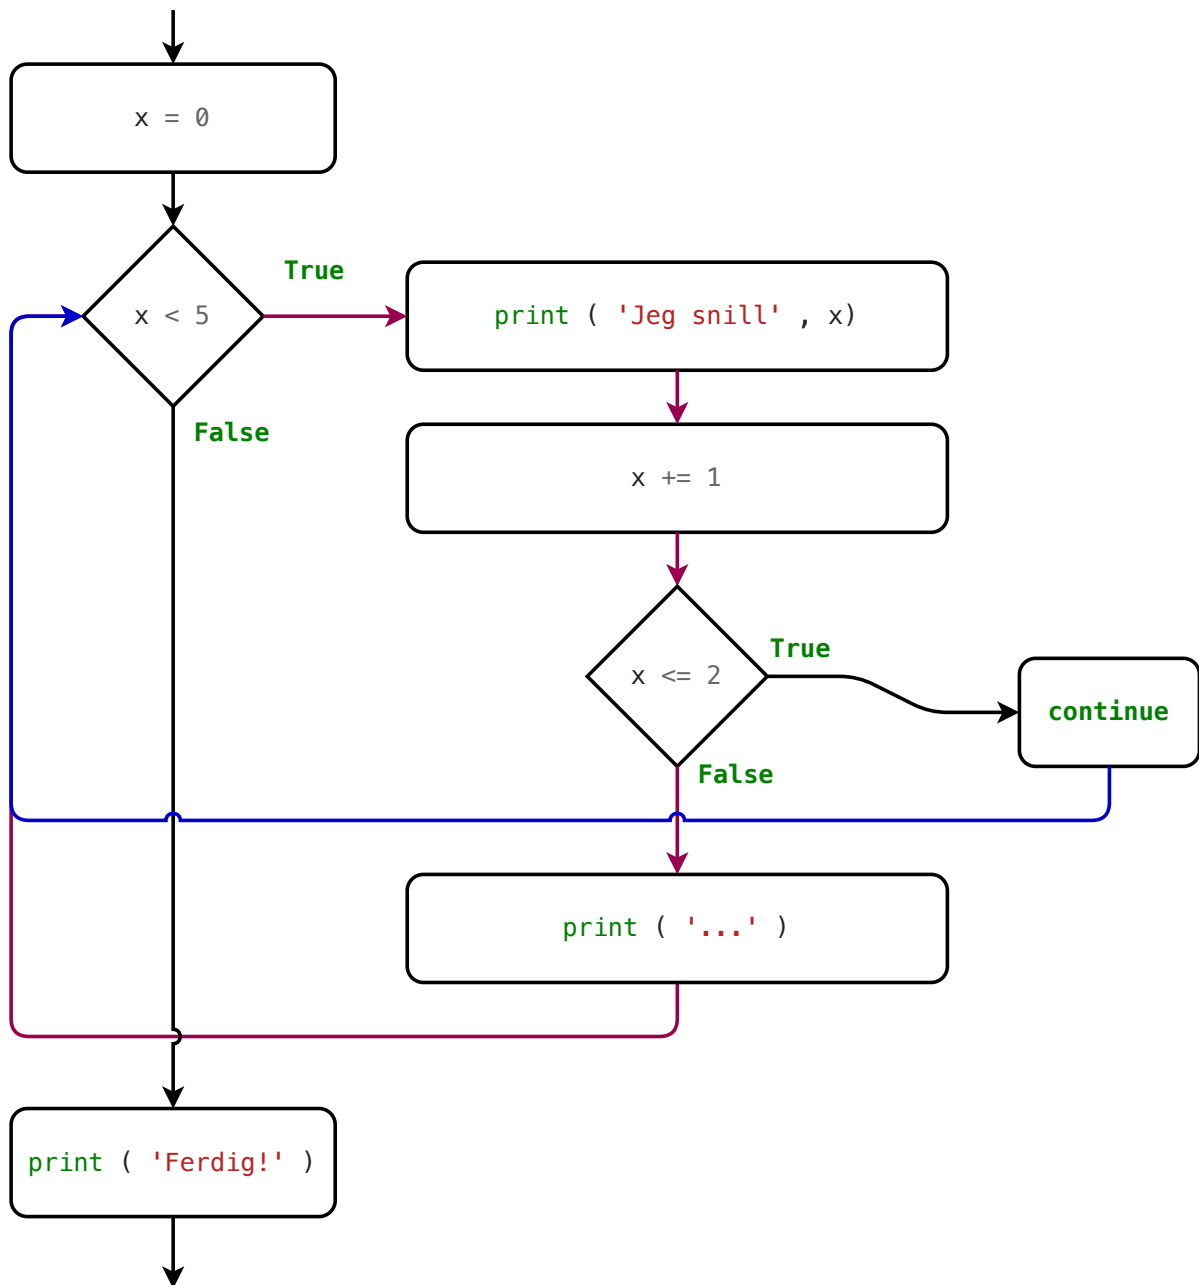 x = 0
x < 5
True
print ( 'Jeg snill' , x)
False
x += 1
x <= 2
True
continue
False
print ( '...' )
print ( 'Ferdig!' )